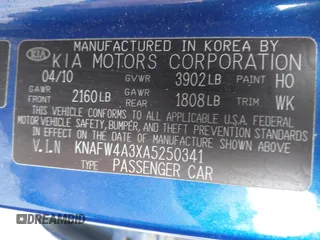 MANUFACTURED IN KOREA BY
KIA KIA MOTORS CORPORATION
04/10 GVWR 3902LB PAINT HO
GAWR FRONT 2160LB GAWR REAR 1808LB TRIM WK
THIS VEHICLE CONFORMS TO ALL APPLICABLE U.S.A. FEDERAL
MOTOR VEHICLE SAFETY, BUMPER, AND THEFT PREVENTION STANDARDS
IN EFFECT ON THE DATE OF MANUFACTURE SHOWN ABOVE.
V.I.N KNAFW4A3XA5250341
TYPE PASSENGER CAR
AUTOBIDMASTER